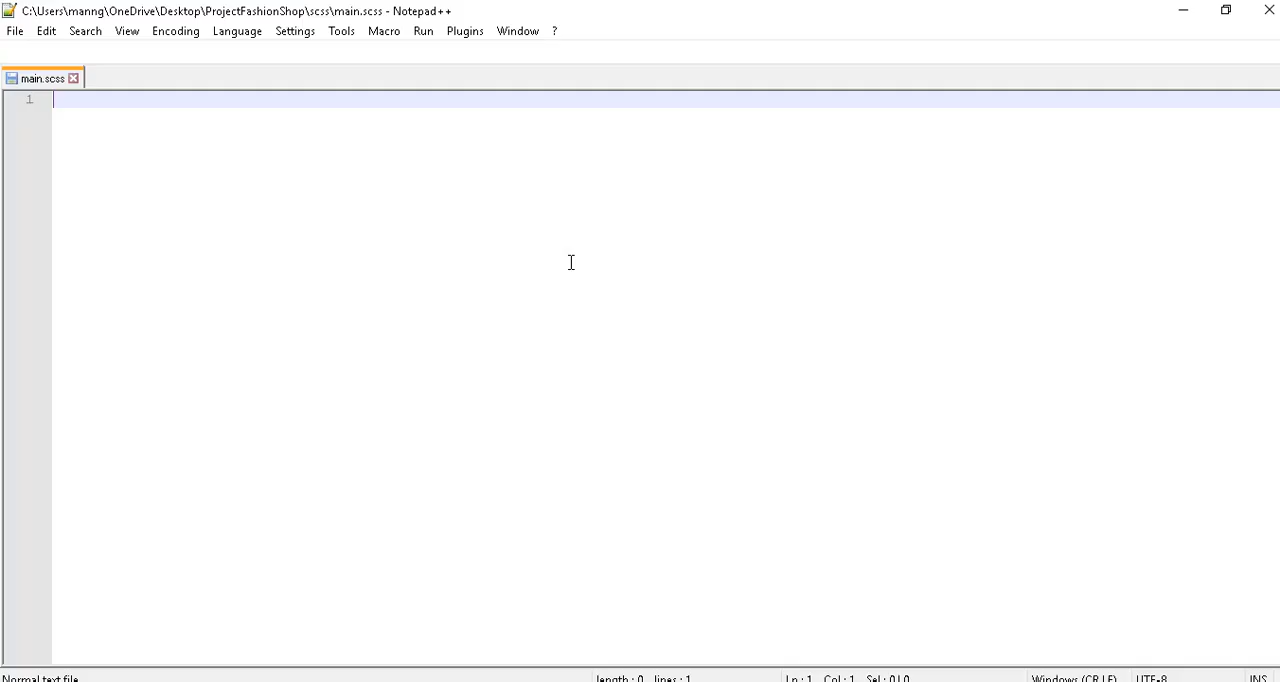 C:\Users\manng\OneDrive\Desktop\ProjectFashionShop\scss\main.scss - Notepad++
File Edit Search View Encoding Language Settings Tools Macro Run Plugins Window ?
main.scss
1
Normal text file length : 0 lines : 1 Ln : 1 Col : 1 Sel : 0 | 0 Windows (CR LF) UTF-8 INS